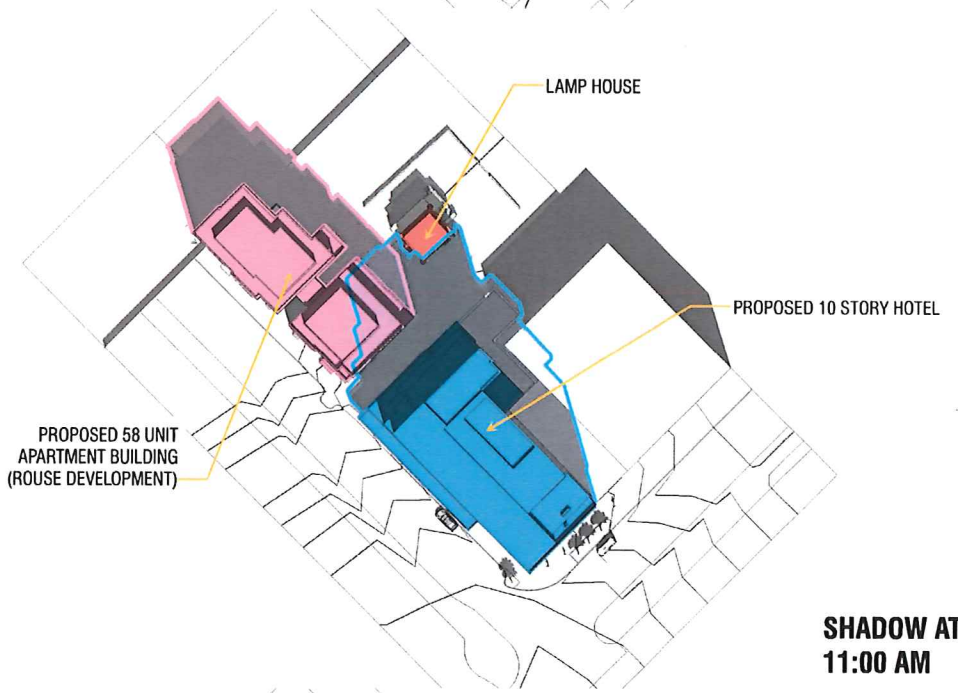 LAMP HOUSE
PROPOSED 10 STORY HOTEL
PROPOSED 58 UNIT
APARTMENT BUILDING
(ROUSE DEVELOPMENT)
SHADOW AT
11:00 AM